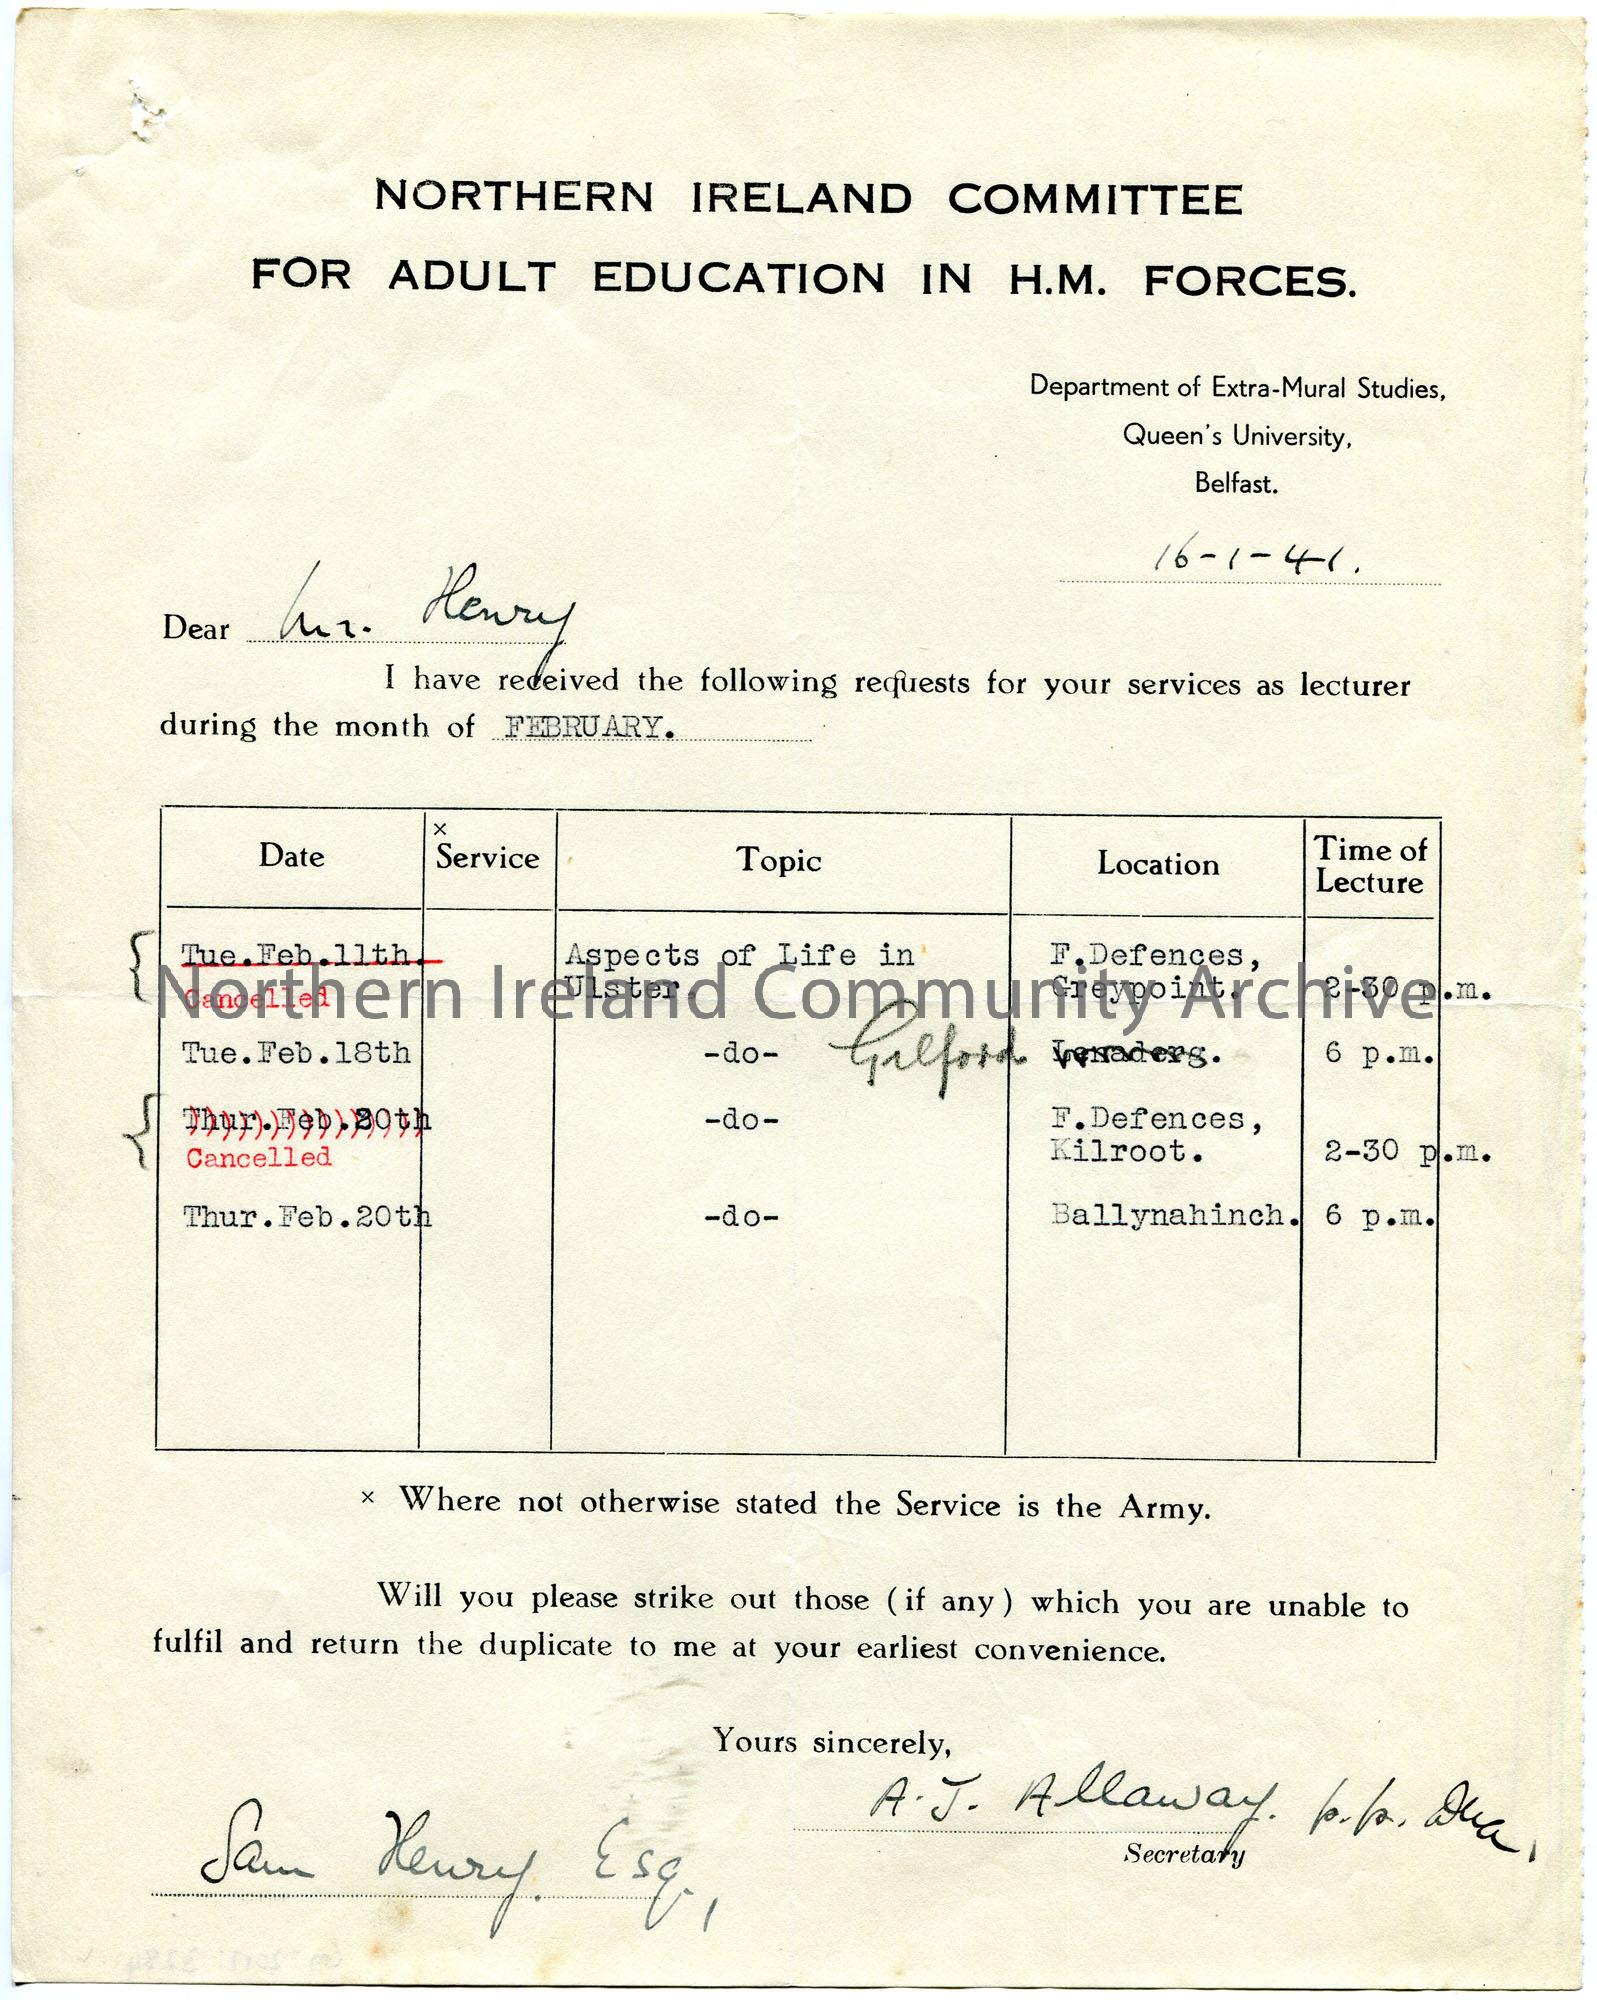 NORTHERN IRELAND COMMITTEE
FOR ADULT EDUCATION IN H.M. FORCES.
Department of Extra-Mural Studies,
Queen's University,
Belfast.
16-1-41.
Dear Mr. Henry
I have received the following requests for your services as lecturer
during the month of FEBRUARY.
Date × Service Topic Location Time of Lecture
Tue.Feb.11th. Aspects of Life in F.Defences,
Cancelled Ulster. Greypoint. 2-30 p.m.
Northern Ireland Community Archive
Tue.Feb.18th -do- Gilford Lenaderg. 6 p.m.
Thur.Feb.20th -do- F.Defences,
Cancelled Kilroot. 2-30 p.m.
Thur.Feb.20th -do- Ballynahinch. 6 p.m.
× Where not otherwise stated the Service is the Army.
Will you please strike out those (if any) which you are unable to
fulfil and return the duplicate to me at your earliest convenience.
Yours sincerely,
A. J. Allaway. p.p.
Secretary
Sam Henry. Esq.,